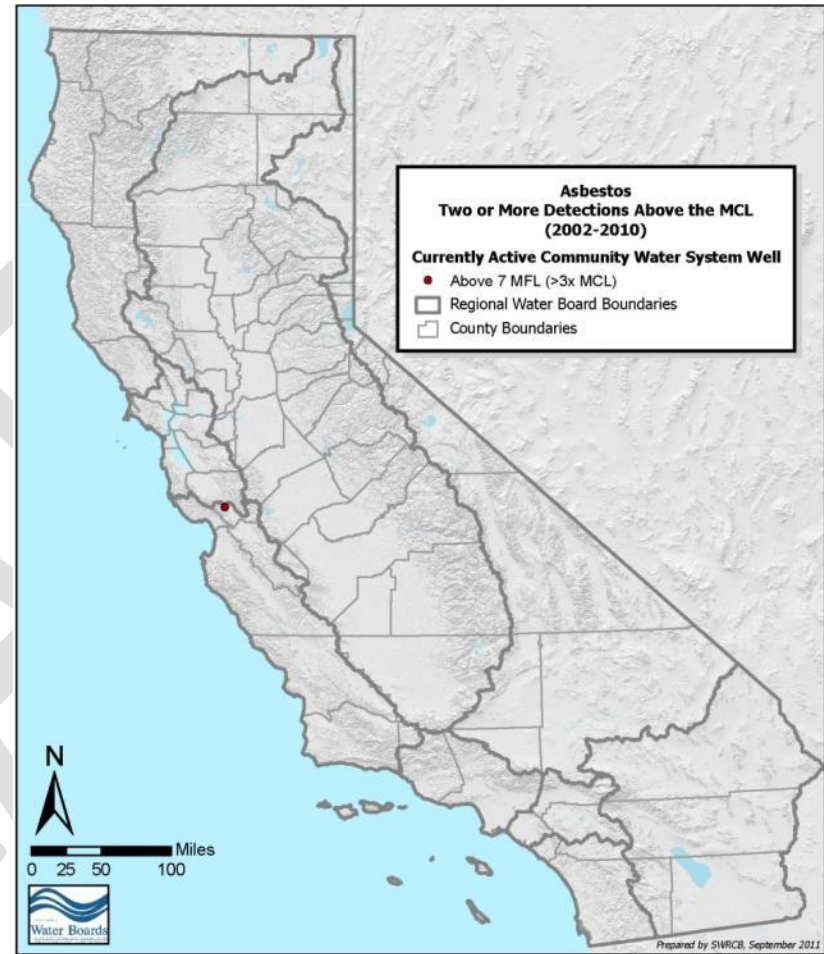 Asbestos
Two or More Detections Above the MCL
(2002-2010)
Currently Active Community Water System Well
Above 7 MFL (>3x MCL)
Regional Water Board Boundaries
County Boundaries
N
Miles
0 25 50 100
Water Boards
Prepared by SWRCB, September 2011